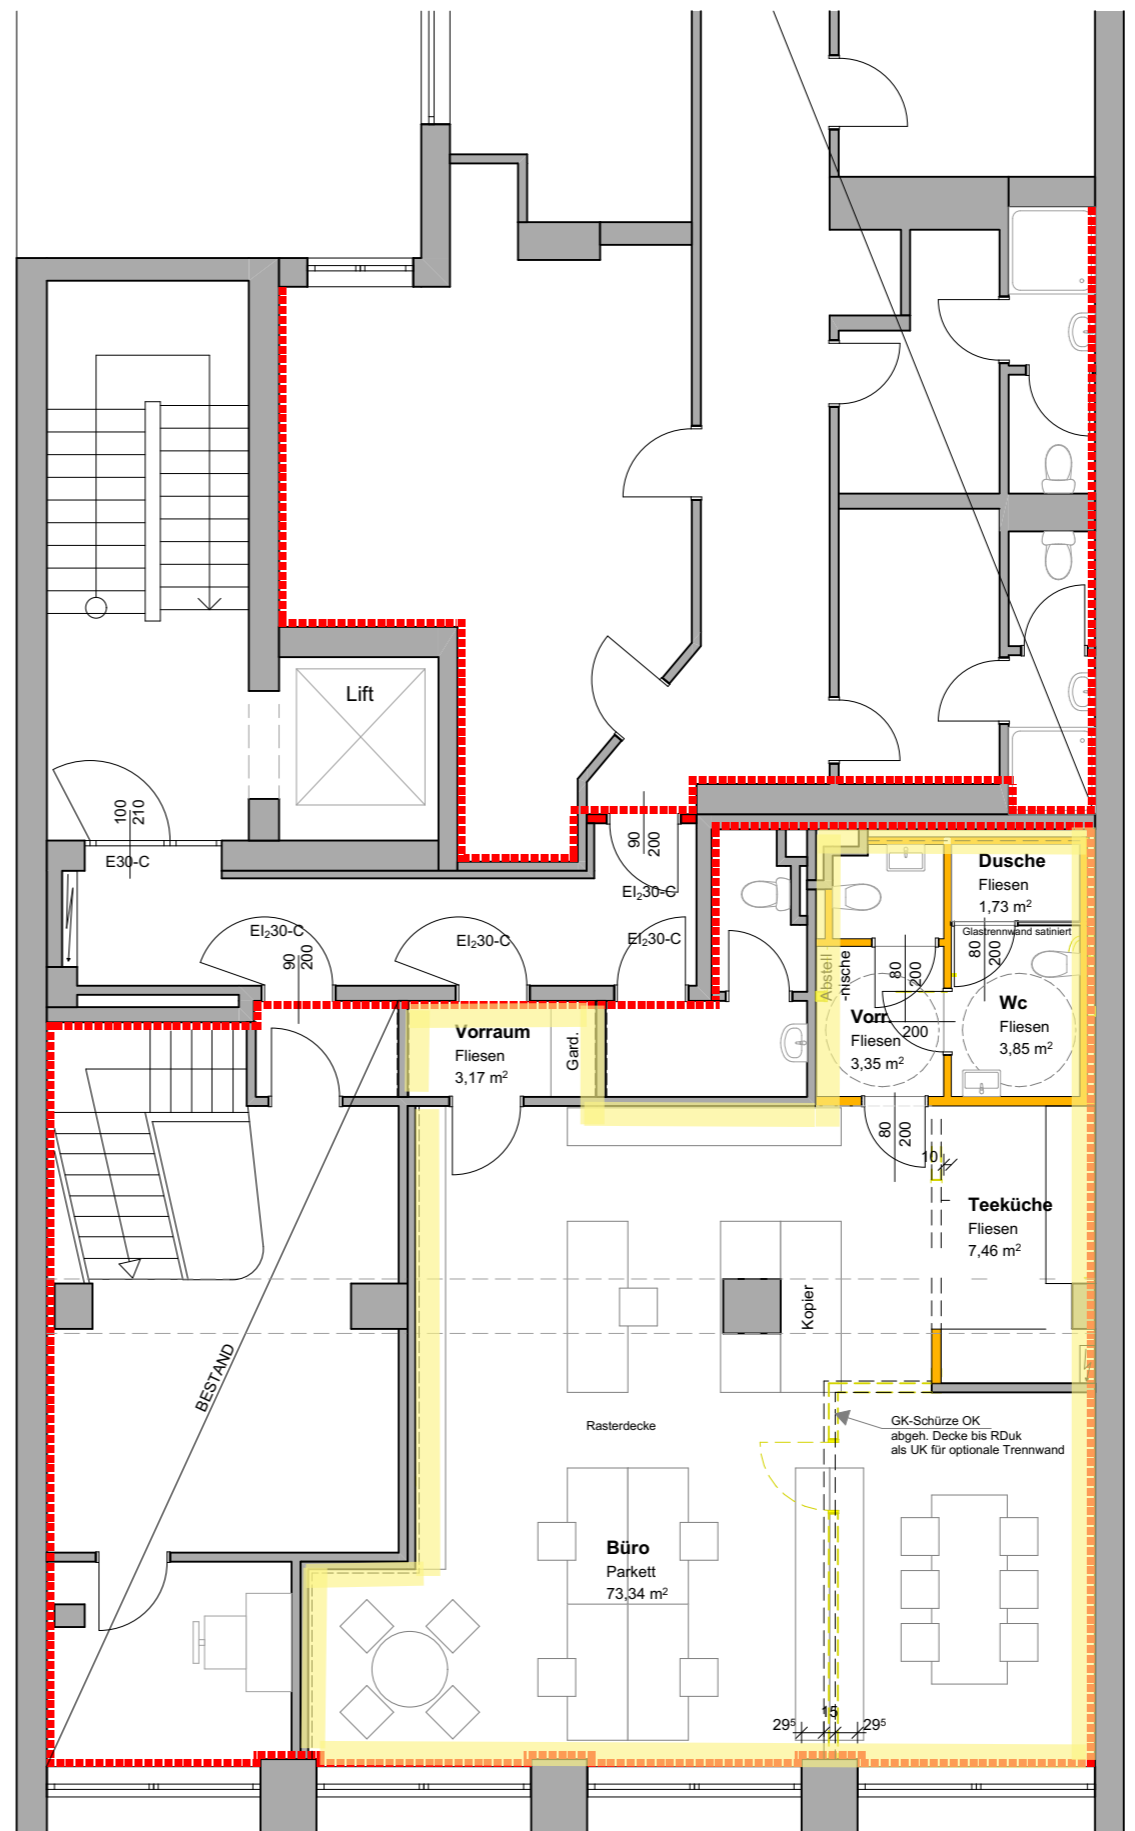 Lift
100
210
E30-C
90
200
EI₂30-C
EI₂30-C
EI₂30-C
EI₂30-C
90
200
Dusche
Fliesen
1,73 m²
Glastrennwand satiniert
80
200
80
200
Abstell
-nische
Wc
Fliesen
3,85 m²
Vorr.
200
Fliesen
3,35 m²
Vorraum
Fliesen
3,17 m²
Gard.
80
200
10
Teeküche
Fliesen
7,46 m²
Kopier
BESTAND
Rasterdecke
GK-Schürze OK
abgeh. Decke bis RDuk
als UK für optionale Trennwand
Büro
Parkett
73,34 m²
29⁵
15
29⁵